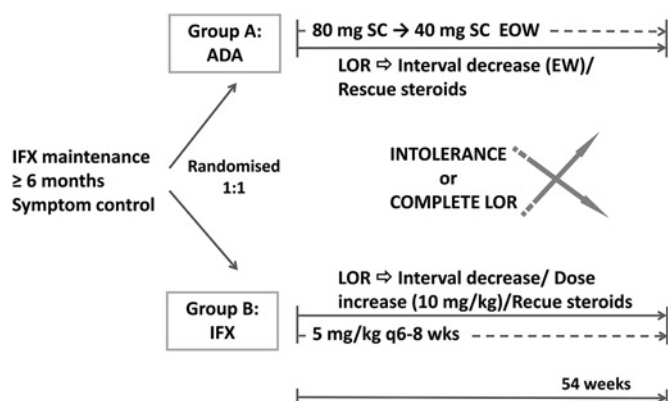 Group A:
ADA
80 mg SC → 40 mg SC EOW
LOR ⇨ Interval decrease (EW)/
Rescue steroids
IFX maintenance
≥ 6 months
Symptom control
Randomised
1:1
INTOLERANCE
or
COMPLETE LOR
LOR ⇨ Interval decrease/ Dose
increase (10 mg/kg)/Recue steroids
Group B:
IFX
5 mg/kg q6-8 wks
54 weeks